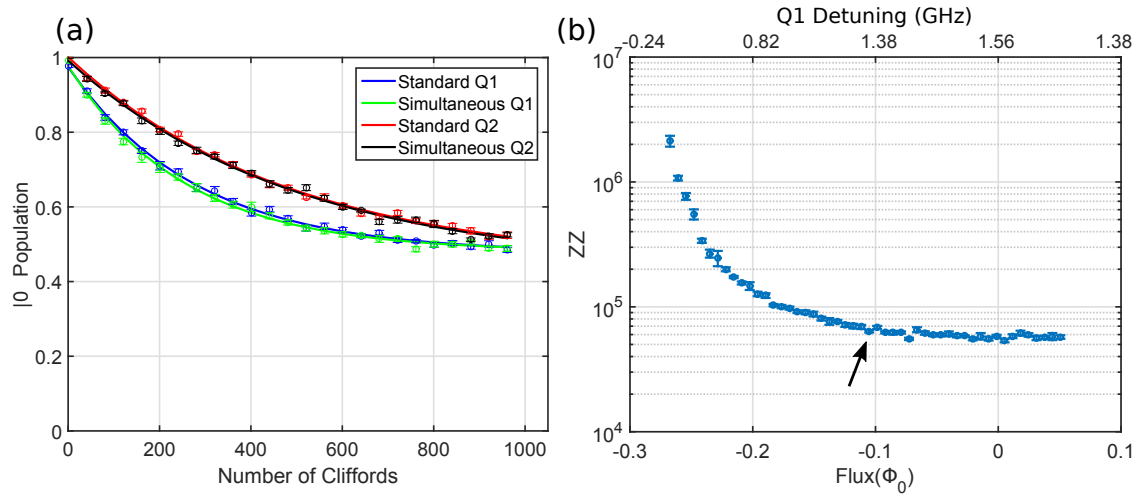 (a)
|0 Population
1
0.8
0.6
0.4
0.2
0
0 200 400 600 800 1000
Number of Cliffords
Standard Q1
Simultaneous Q1
Standard Q2
Simultaneous Q2
(b)
Q1 Detuning (GHz)
-0.24 0.82 1.38 1.56 1.38
ZZ
10^7
10^6
10^5
10^4
-0.3 -0.2 -0.1 0 0.1
Flux(Φ_0)